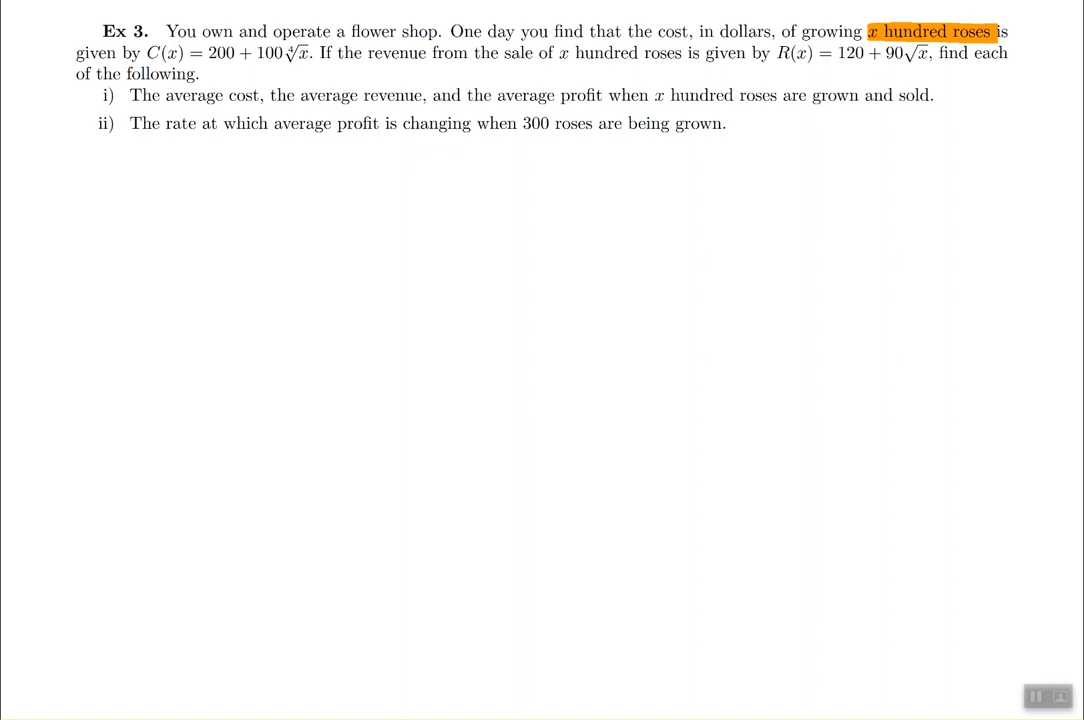 Ex 3. You own and operate a flower shop. One day you find that the cost, in dollars, of growing x hundred roses is
given by C(x) = 200 + 100∜x. If the revenue from the sale of x hundred roses is given by R(x) = 120 + 90√x, find each
of the following.
i) The average cost, the average revenue, and the average profit when x hundred roses are grown and sold.
ii) The rate at which average profit is changing when 300 roses are being grown.